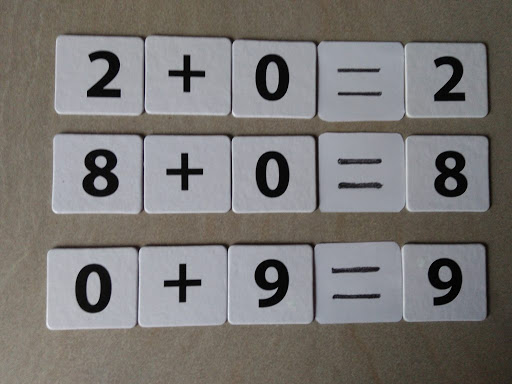 2 + 0 = 2
8 + 0 = 8
0 + 9 = 9